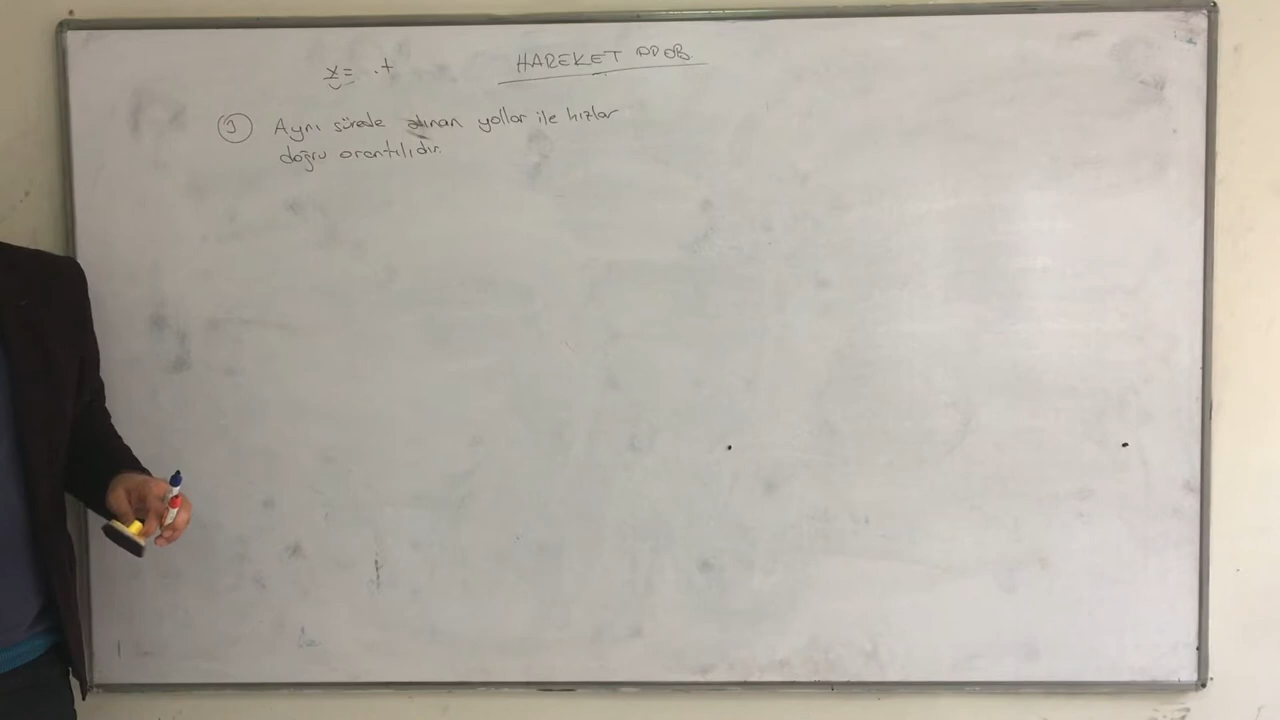 HAREKET PROB.
x = .t
1 Aynı sürede alınan yollar ile hızlar
doğru orantılıdır.